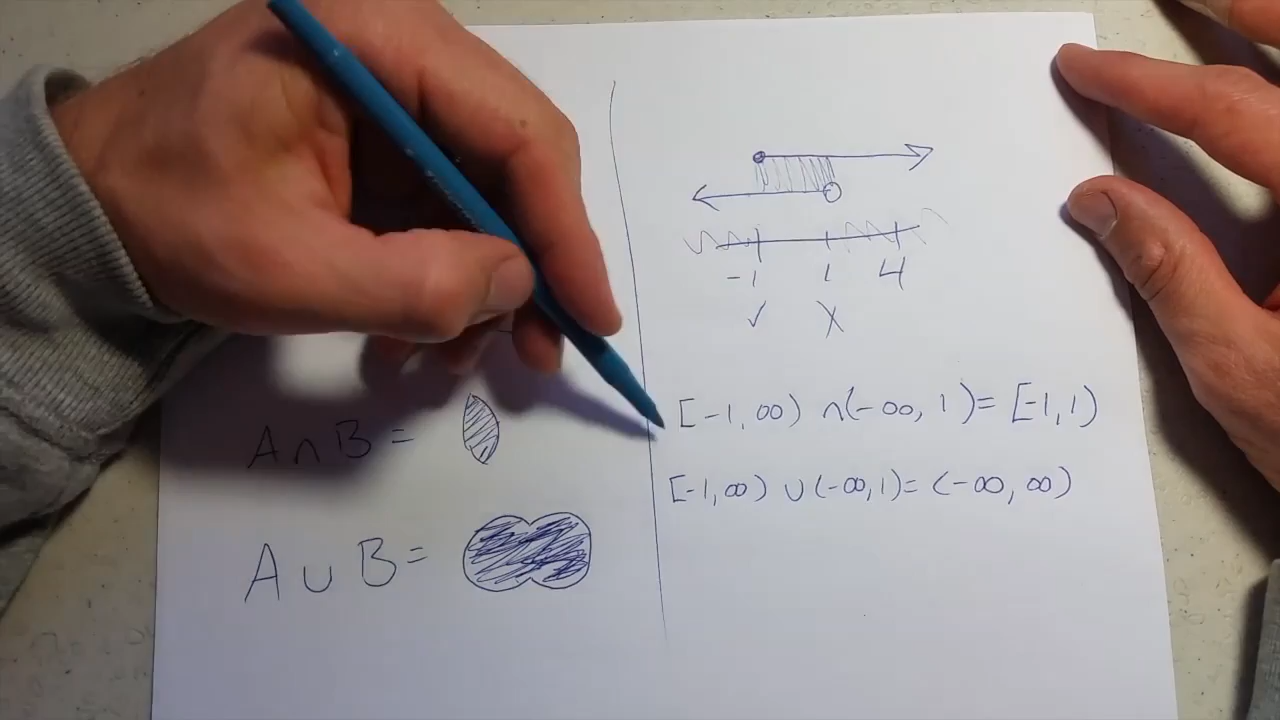 -1 1 4
✓ X
A∩B =
A∪B =
[-1,∞) ∩(-∞, 1)= [-1,1)
[-1,∞) ∪(-∞,1)= (-∞, ∞)